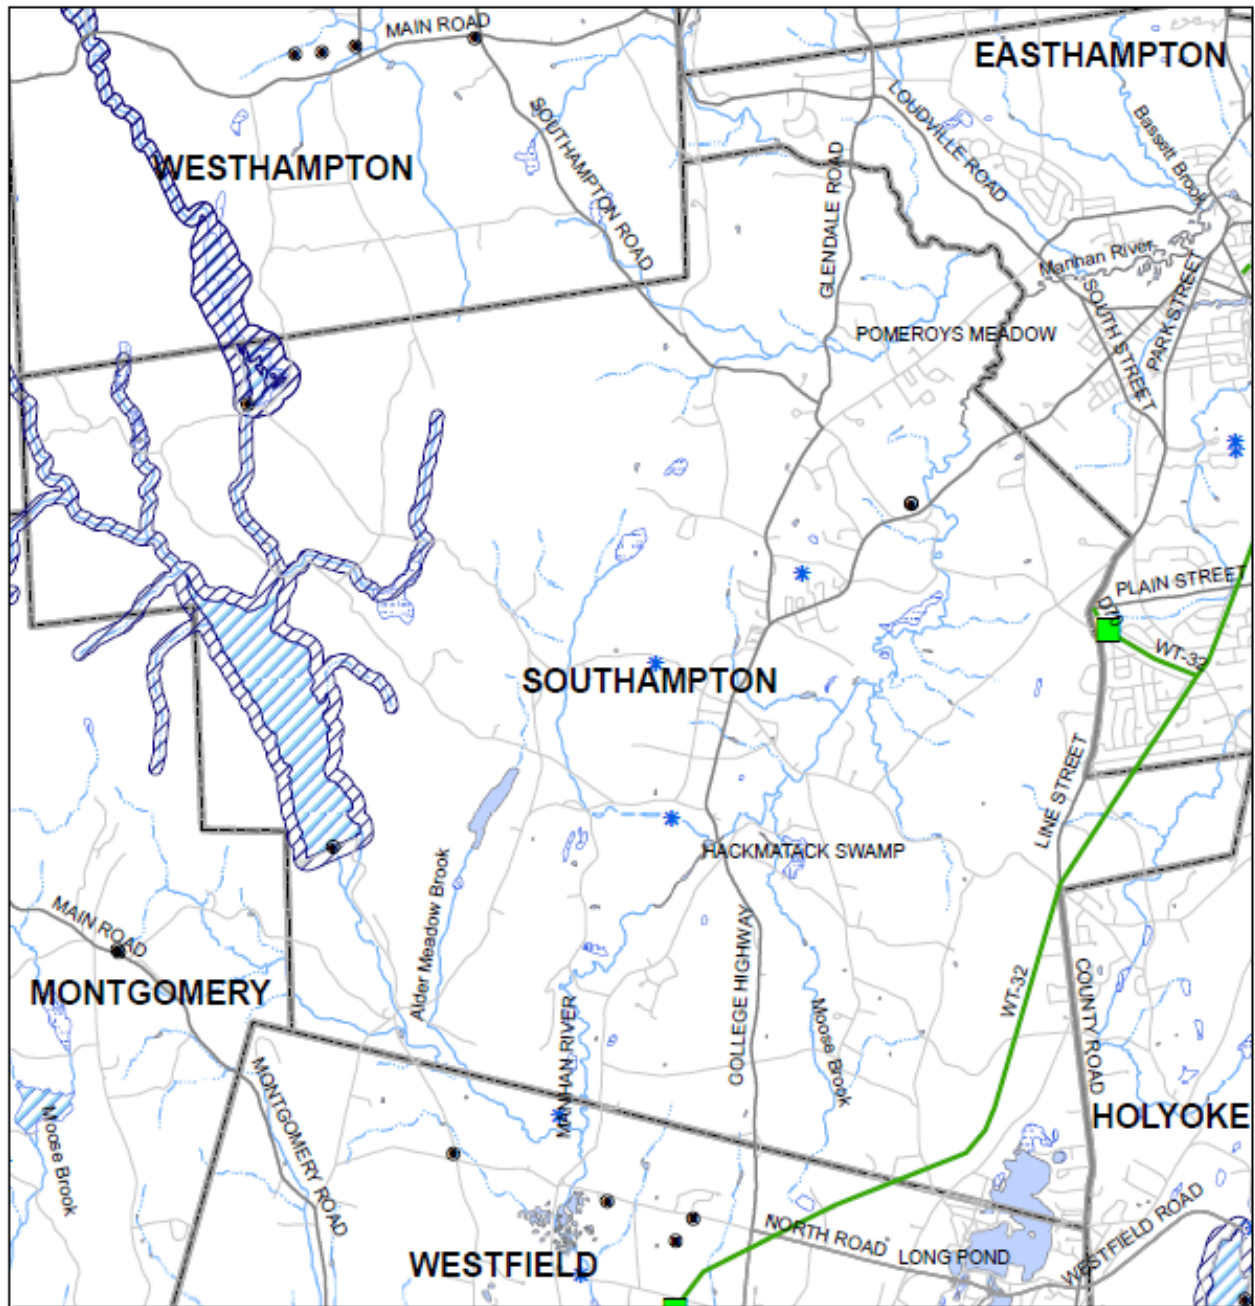 MAIN ROAD
EASTHAMPTON
LOUDVILLE ROAD
Bassett Brook
SOUTHAMPTON ROAD
WESTHAMPTON
GLENDALE ROAD
Manhan River
SOUTH STREET
PARK STREET
POMEROYS MEADOW
PLAIN STREET
WT-32
SOUTHAMPTON
LINE STREET
HACKMATACK SWAMP
Alder Meadow Brook
MAIN ROAD
MONTGOMERY
COLLEGE HIGHWAY
WT-32
COUNTY ROAD
MANHAN RIVER
Moose Brook
MONTGOMERY ROAD
Moose Brook
HOLYOKE
NORTH ROAD
LONG POND
WESTFIELD ROAD
WESTFIELD